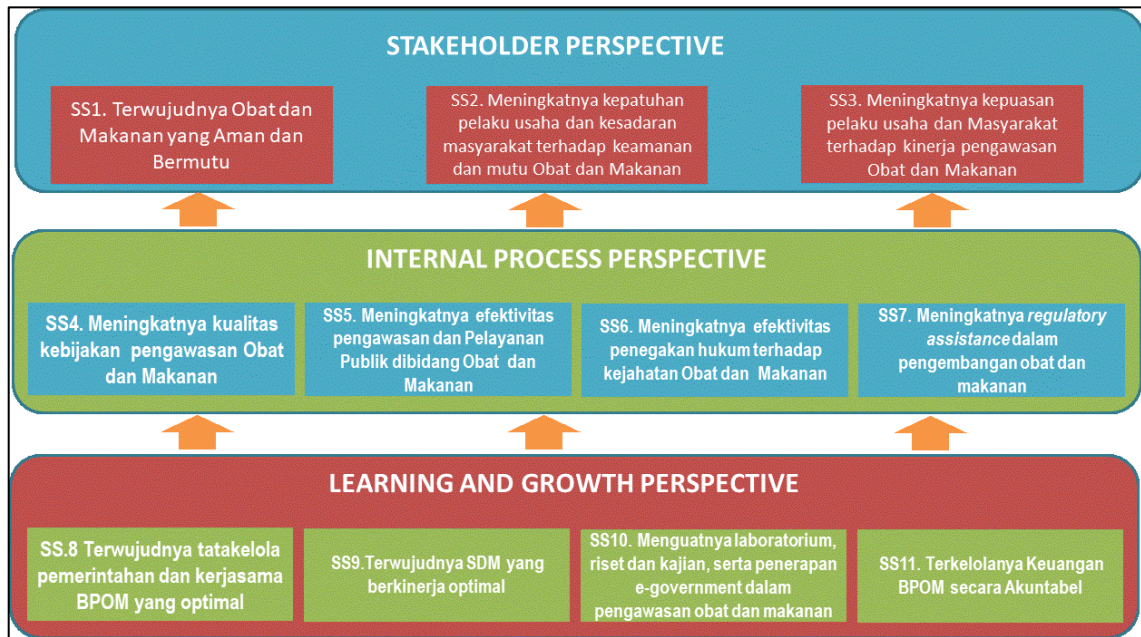 STAKEHOLDER PERSPECTIVE
SS1. Terwujudnya Obat dan
Makanan yang Aman dan
Bermutu
SS2. Meningkatnya kepatuhan
pelaku usaha dan kesadaran
masyarakat terhadap keamanan
dan mutu Obat dan Makanan
SS3. Meningkatnya kepuasan
pelaku usaha dan Masyarakat
terhadap kinerja pengawasan
Obat dan Makanan
INTERNAL PROCESS PERSPECTIVE
SS4. Meningkatnya kualitas
kebijakan pengawasan Obat
dan Makanan
SS5. Meningkatnya efektivitas
pengawasan dan Pelayanan
Publik dibidang Obat dan
Makanan
SS6. Meningkatnya efektivitas
penegakan hukum terhadap
kejahatan Obat dan Makanan
SS7. Meningkatnya regulatory
assistance dalam
pengembangan obat dan
makanan
LEARNING AND GROWTH PERSPECTIVE
SS.8 Terwujudnya tatakelola
pemerintahan dan kerjasama
BPOM yang optimal
SS9.Terwujudnya SDM yang
berkinerja optimal
SS10. Menguatnya laboratorium,
riset dan kajian, serta penerapan
e-government dalam
pengawasan obat dan makanan
SS11. Terkelolanya Keuangan
BPOM secara Akuntabel